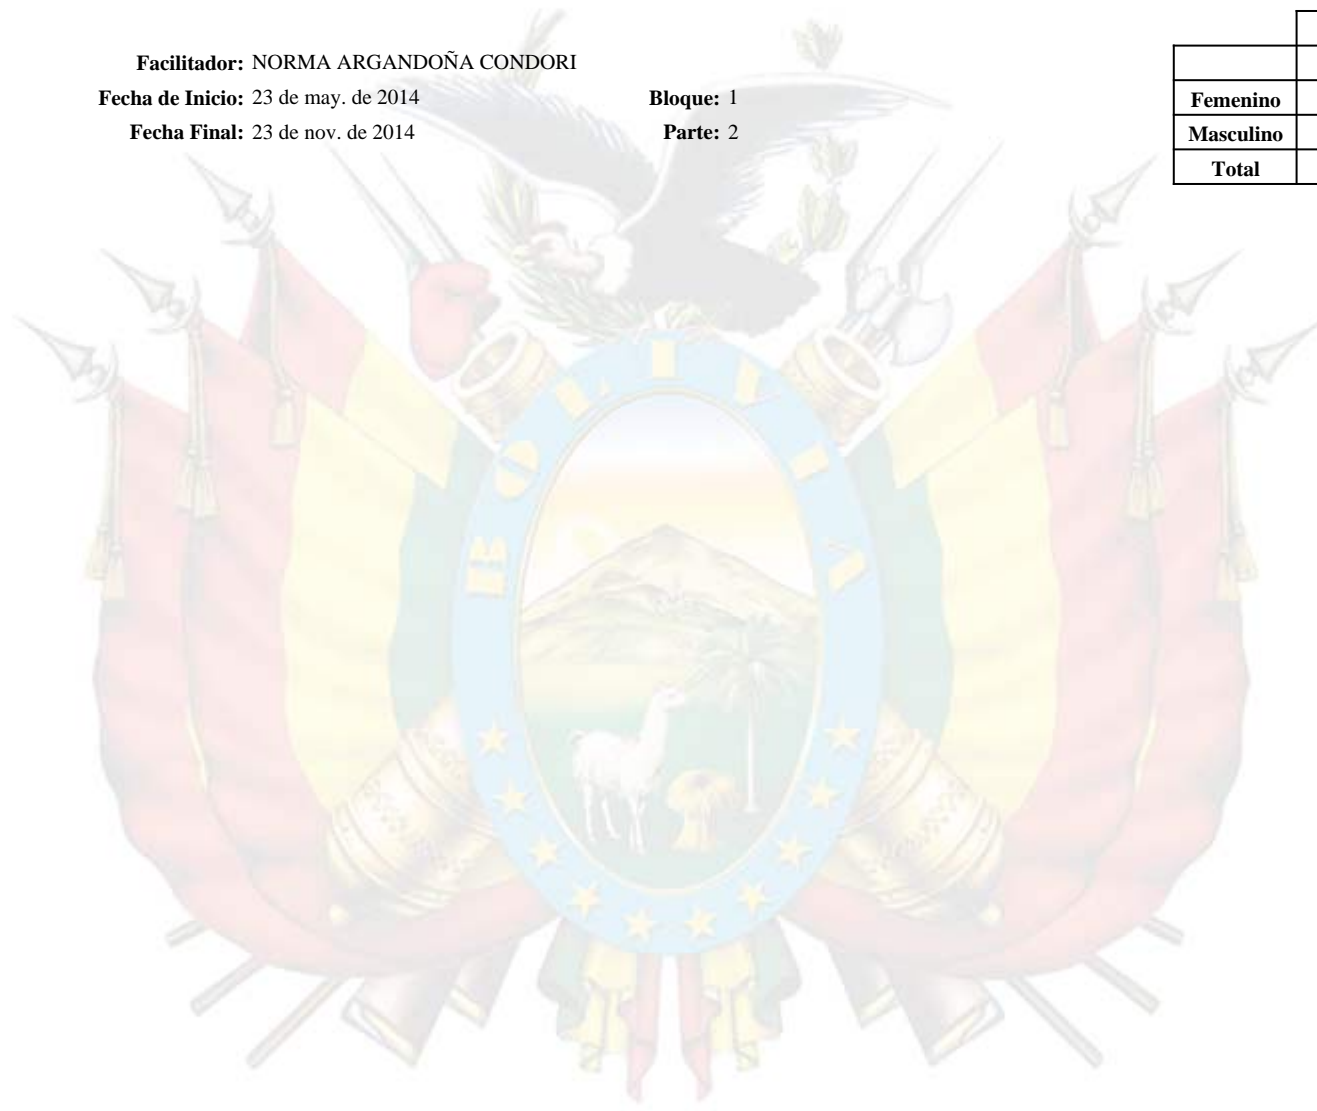 Facilitador: NORMA ARGANDOÑA CONDORI
Fecha de Inicio: 23 de may. de 2014 Bloque: 1
Fecha Final: 23 de nov. de 2014 Parte: 2
Femenino
Masculino
Total
BOLIVIA